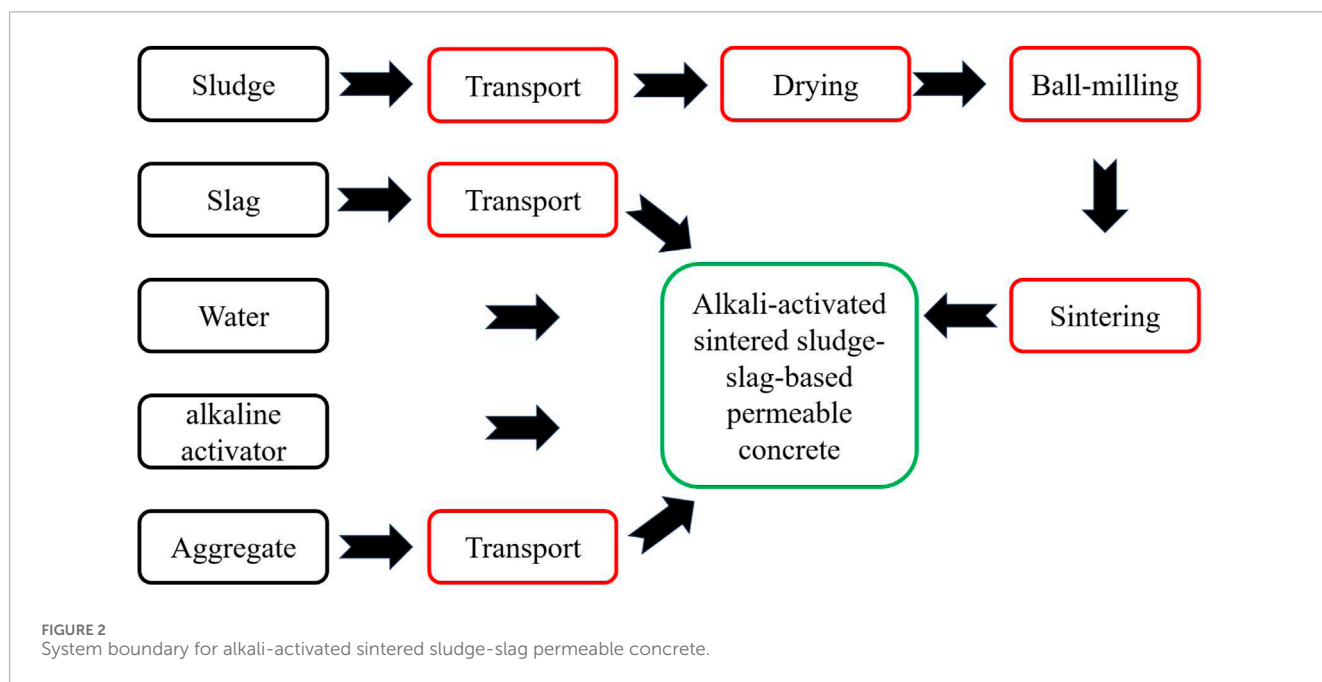 Sludge
Transport
Drying
Ball-milling
Slag
Transport
Water
Alkali-activated
sintered sludge-
slag-based
permeable
concrete
Sintering
alkaline
activator
Aggregate
Transport
FIGURE 2
System boundary for alkali-activated sintered sludge-slag permeable concrete.